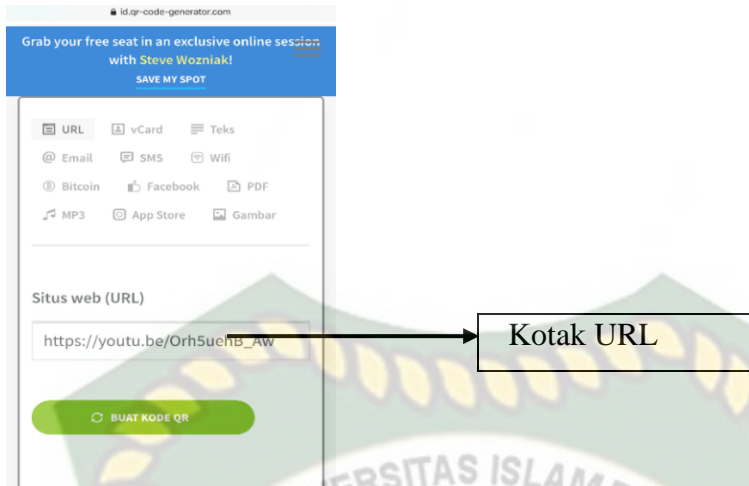 id.qr-code-generator.com
Grab your free seat in an exclusive online session
with Steve Wozniak!
SAVE MY SPOT
URL vCard Teks
@ Email SMS Wifi
Bitcoin Facebook PDF
MP3 App Store Gambar
Situs web (URL)
https://youtu.be/Orh5uehB_Aw
Kotak URL
BUAT KODE QR
ISLAM